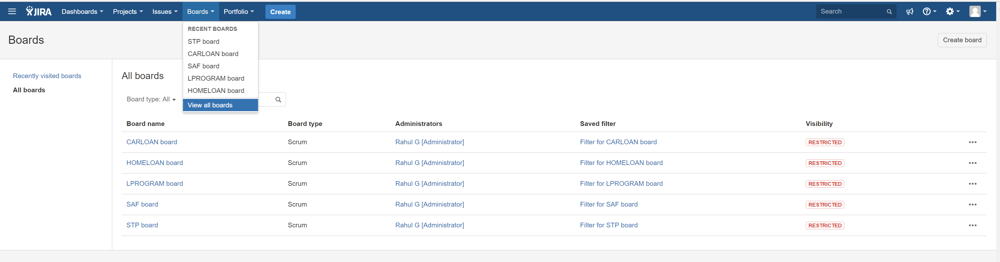 JIRA Dashboards Projects Issues Boards Portfolio Create Search
RECENT BOARDS
STP board
CARLOAN board
SAF board
LPROGRAM board
HOMELOAN board
View all boards
Boards
Create board
Recently visited boards
All boards
All boards
Board type: All
Board name Board type Administrators Saved filter Visibility
CARLOAN board Scrum Rahul G [Administrator] Filter for CARLOAN board RESTRICTED
HOMELOAN board Scrum Rahul G [Administrator] Filter for HOMELOAN board RESTRICTED
LPROGRAM board Scrum Rahul G [Administrator] Filter for LPROGRAM board RESTRICTED
SAF board Scrum Rahul G [Administrator] Filter for SAF board RESTRICTED
STP board Scrum Rahul G [Administrator] Filter for STP board RESTRICTED